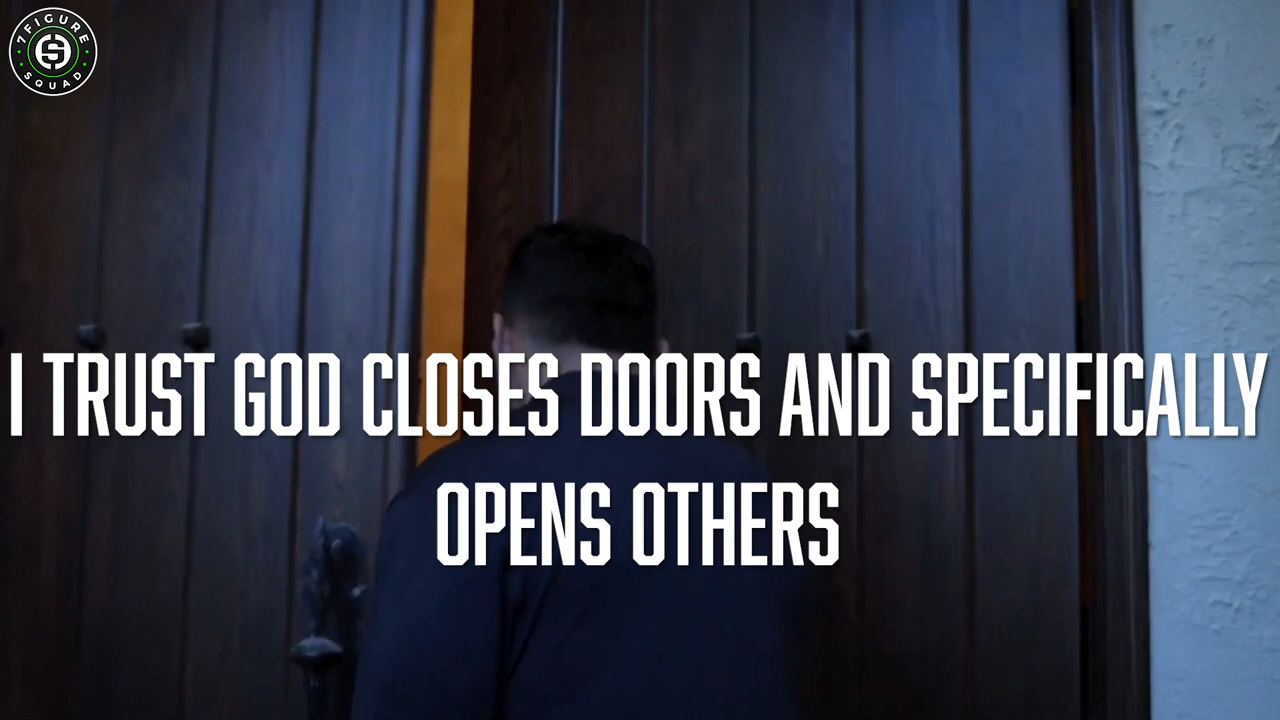 7FIGURE
SQUAD
I TRUST GOD CLOSES DOORS AND SPECIFICALLY
OPENS OTHERS